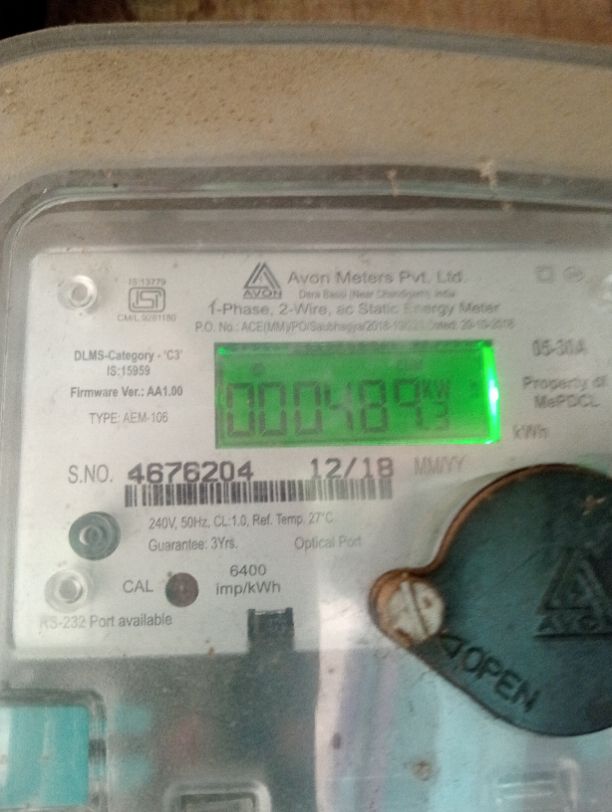 IS:13779
ISI
CM/L 9261180
AVON
Avon Meters Pvt. Ltd.
Dera Bassi (Near Chandigarh), India
1-Phase, 2-Wire, ac Static Energy Meter
P.O. No.: ACE(MM)/PO/Saubhagya/2018- Dated: 20-10-2018
DLMS-Category - 'C3'
IS:15959
Firmware Ver.: AA1.00
TYPE: AEM-106
000489
05-30A
Property of
MePDCL
kWh
S.NO. 4676204 12/18 MM/YY
240V, 50Hz, CL:1.0, Ref. Temp. 27°C
Guarantee: 3Yrs. Optical Port
CAL
6400
imp/kWh
RS-232 Port available
AVON
OPEN